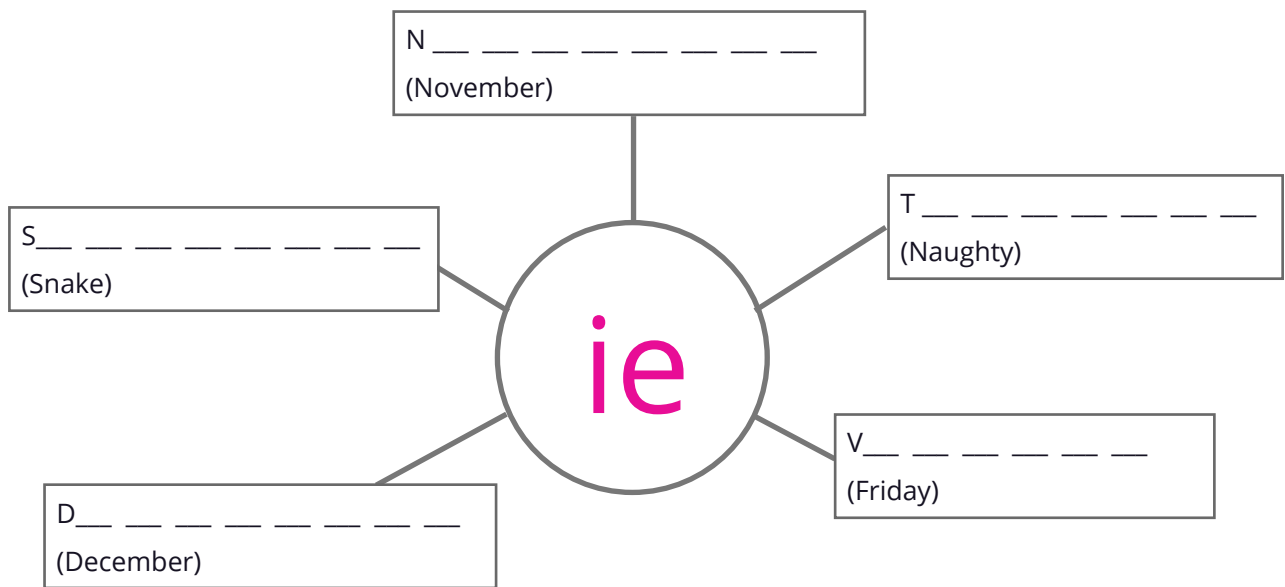 N ___ ___ ___ ___ ___ ___ ___ ___
(November)
T ___ ___ ___ ___ ___ ___ ___
(Naughty)
S___ ___ ___ ___ ___ ___ ___ ___
(Snake)
ie
V___ ___ ___ ___ ___ ___
(Friday)
D___ ___ ___ ___ ___ ___ ___ ___
(December)